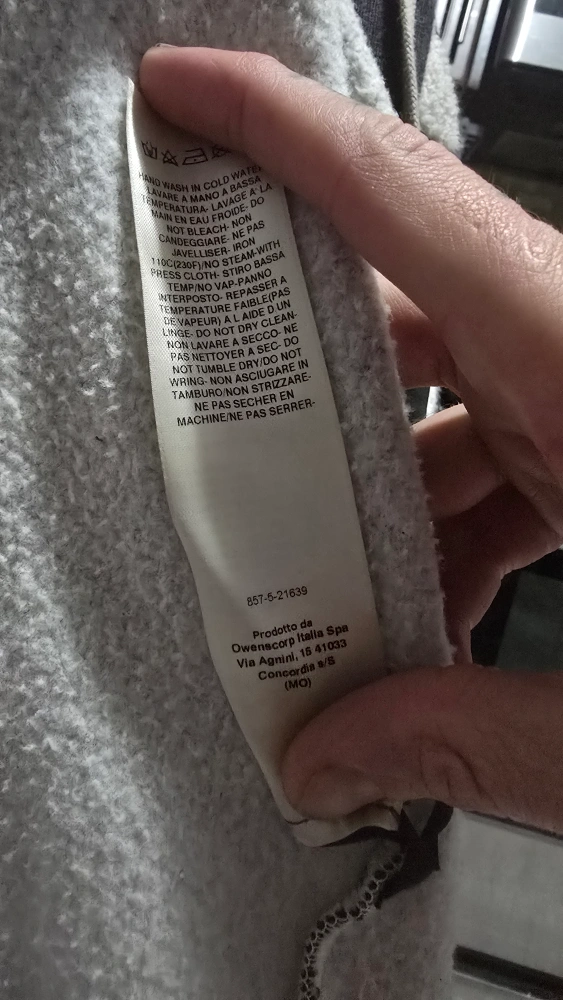 HAND WASH IN COLD WATER-
LAVARE A MANO A BASSA
TEMPERATURA- LAVAGE A LA
MAIN EN EAU FROIDE- DO
NOT BLEACH- NON
CANDEGGIARE- NE PAS
JAVELLISER- IRON
110C(230F)/NO STEAM-WITH
PRESS CLOTH- STIRO BASSA
TEMP/NO VAP-PANNO
INTERPOSTO- REPASSER A
TEMPERATURE FAIBLE(PAS
DE VAPEUR) A L AIDE D UN
LINGE- DO NOT DRY CLEAN-
NON LAVARE A SECCO- NE
PAS NETTOYER A SEC- DO
NOT TUMBLE DRY/DO NOT
WRING- NON ASCIUGARE IN
TAMBURO/NON STRIZZARE-
NE PAS SECHER EN
MACHINE/NE PAS SERRER-
857-5-21639
Prodotto da
Owenscorp Italia Spa
Via Agnini, 15 41033
Concordia s/S
(MO)